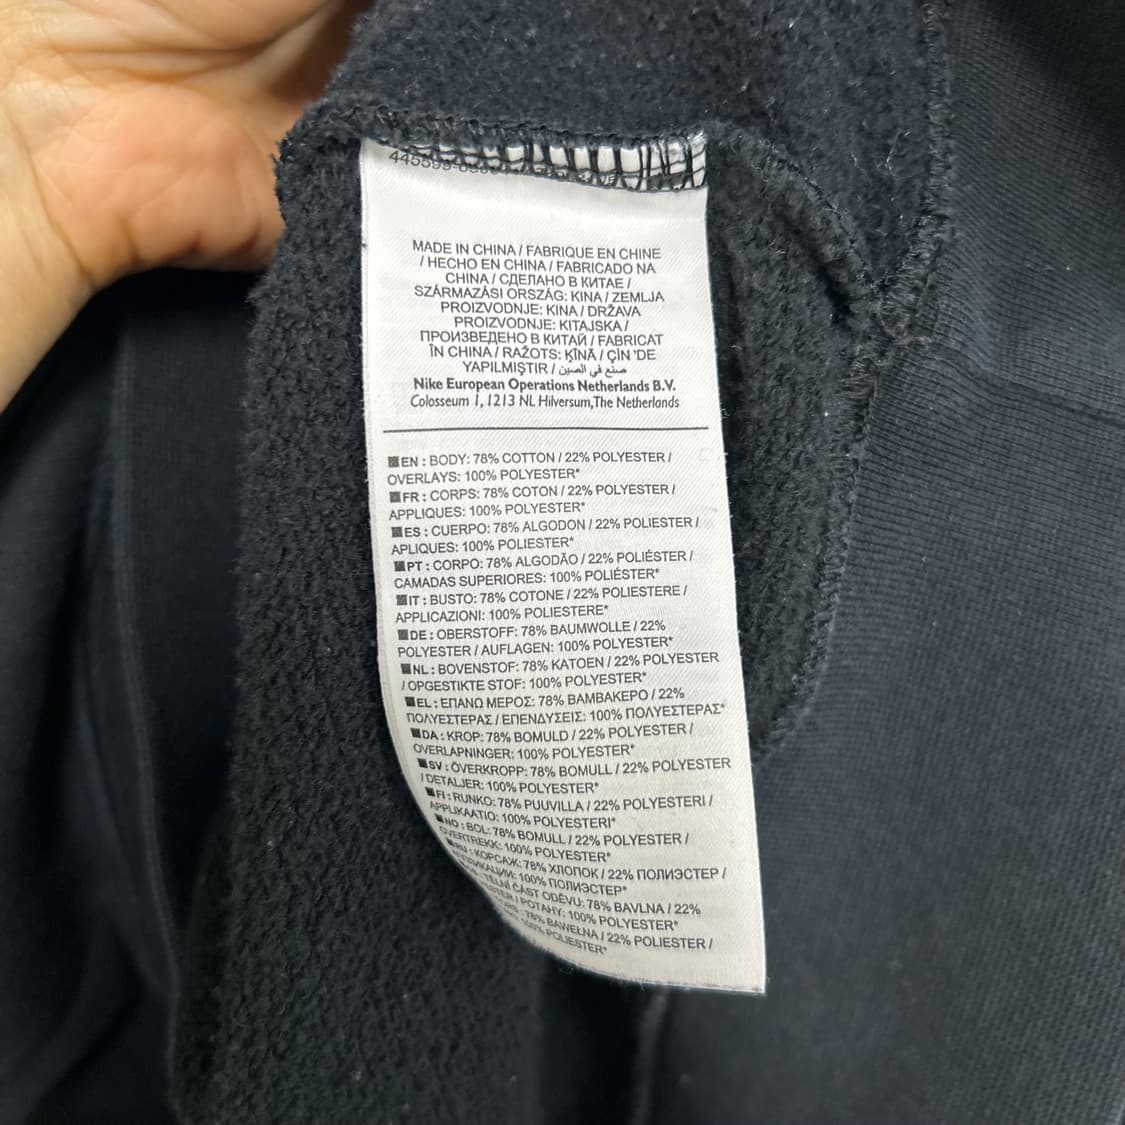 MADE IN CHINA / FABRIQUE EN CHINE
/ HECHO EN CHINA / FABRICADO NA
CHINA / СДЕЛАНО В КИТАЕ /
SZÁRMAZÁSI ORSZÁG: KINA / ZEMLJA
PROIZVODNJE: KINA / DRŽAVA
PROIZVODNJE: KITAJSKA /
ПРОИЗВЕДЕНО В КИТАЙ / FABRICAT
ÎN CHINA / RAŽOTS: ĶĪNĀ / ÇİN 'DE
YAPILMIŞTIR / صنع في الصين
Nike European Operations Netherlands B.V.
Colosseum 1, 1213 NL Hilversum, The Netherlands
EN : BODY: 78% COTTON / 22% POLYESTER /
OVERLAYS: 100% POLYESTER*
FR : CORPS: 78% COTON / 22% POLYESTER /
APPLIQUES: 100% POLYESTER*
ES : CUERPO: 78% ALGODON / 22% POLIESTER /
APLIQUES: 100% POLIESTER*
PT : CORPO: 78% ALGODÃO / 22% POLIÉSTER /
CAMADAS SUPERIORES: 100% POLIÉSTER*
IT : BUSTO: 78% COTONE / 22% POLIESTERE /
APPLICAZIONI: 100% POLIESTERE*
DE : OBERSTOFF: 78% BAUMWOLLE / 22%
POLYESTER / AUFLAGEN: 100% POLYESTER*
NL : BOVENSTOF: 78% KATOEN / 22% POLYESTER
/ OPGESTIKTE STOF: 100% POLYESTER*
EL : ΕΠΑΝΩ ΜΕΡΟΣ: 78% ΒΑΜΒΑΚΕΡΟ / 22%
ΠΟΛΥΕΣΤΕΡΑΣ / ΕΠΕΝΔΥΣΕΙΣ: 100% ΠΟΛΥΕΣΤΕΡΑΣ*
DA : KROP: 78% BOMULD / 22% POLYESTER /
OVERLAPNINGER: 100% POLYESTER*
SV : ÖVERKROPP: 78% BOMULL / 22% POLYESTER
/ DETALJER: 100% POLYESTER*
FI : RUNKO: 78% PUUVILLA / 22% POLYESTERI /
APPLIKAATIO: 100% POLYESTERI*
NO : BOL: 78% BOMULL / 22% POLYESTER /
OVERTREKK: 100% POLYESTER*
RU : КОРСАЖ: 78% ХЛОПОК / 22% ПОЛИЭСТЕР /
АППЛИКАЦИИ: 100% ПОЛИЭСТЕР*
TĚLNÍ ČÁST ODĚVU: 78% BAVLNA / 22%
/ POTAHY: 100% POLYESTER*
78% BAWEŁNA / 22% POLIESTER /
100% POLIESTER*